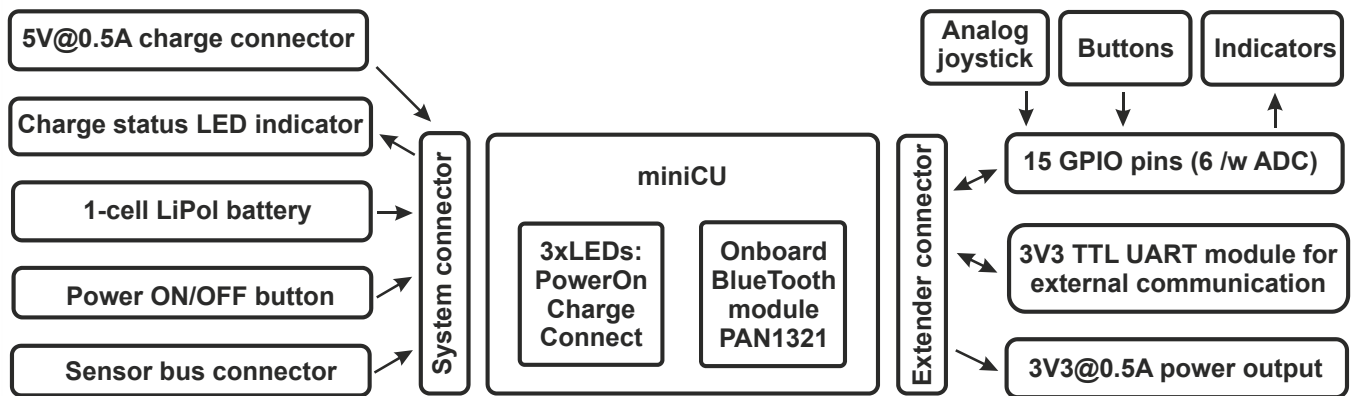 5V@0.5A charge connector
Charge status LED indicator
1-cell LiPol battery
Power ON/OFF button
Sensor bus connector
System connector
miniCU
3xLEDs:
PowerOn
Charge
Connect
Onboard
BlueTooth
module
PAN1321
Extender connector
Analog
joystick
Buttons
Indicators
15 GPIO pins (6 /w ADC)
3V3 TTL UART module for
external communication
3V3@0.5A power output